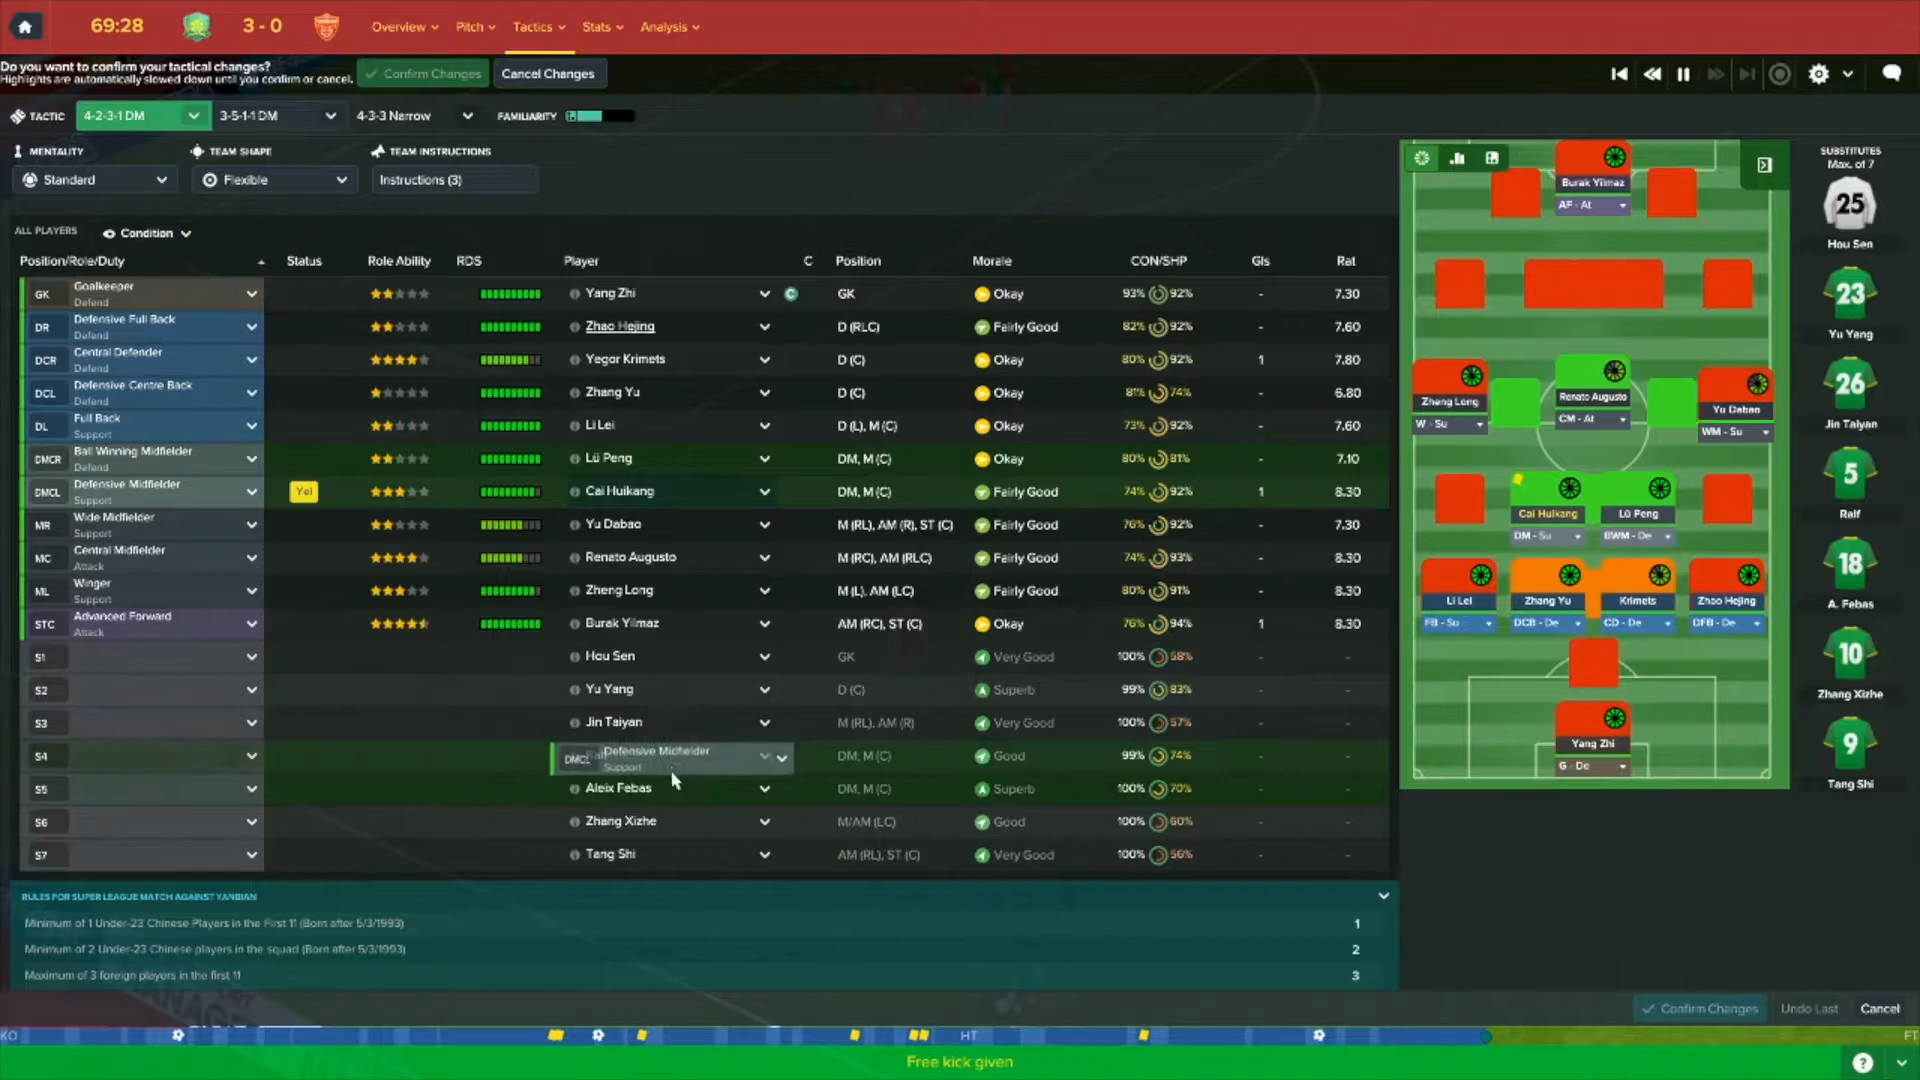 69:28 3 - 0 Overview Pitch Tactics Stats Analysis
Do you want to confirm your tactical changes?
Highlights are automatically slowed down until you confirm or cancel.
Confirm Changes Cancel Changes
TACTIC 4-2-3-1 DM 3-5-1-1 DM 4-3-3 Narrow FAMILIARITY
MENTALITY TEAM SHAPE TEAM INSTRUCTIONS
Standard Flexible Instructions (3)
ALL PLAYERS Condition
Position/Role/Duty Status Role Ability RDS Player C Position Morale CON/SHP Gls Rat
GK Goalkeeper Defend Yang Zhi C GK Okay 93% 92% - 7.30
DR Defensive Full Back Defend Zhao Hejing D (RLC) Fairly Good 82% 92% - 7.60
DCR Central Defender Defend Yegor Krimets D (C) Okay 80% 92% 1 7.80
DCL Defensive Centre Back Defend Zhang Yu D (C) Okay 81% 74% - 6.80
DL Full Back Support Li Lei D (L), M (C) Okay 73% 92% - 7.60
DMCR Ball Winning Midfielder Defend Lü Peng DM, M (C) Okay 80% 81% - 7.10
DMCL Defensive Midfielder Support Yel Cai Huikang DM, M (C) Fairly Good 74% 92% 1 8.30
MR Wide Midfielder Support Yu Dabao M (RL), AM (R), ST (C) Fairly Good 76% 92% - 7.30
MC Central Midfielder Attack Renato Augusto M (RC), AM (RLC) Fairly Good 74% 93% - 8.30
ML Winger Support Zheng Long M (L), AM (LC) Fairly Good 80% 91% - 8.30
STC Advanced Forward Attack Burak Yilmaz AM (RC), ST (C) Okay 76% 94% 1 8.30
S1 Hou Sen GK Very Good 100% 58% - -
S2 Yu Yang D (C) Superb 99% 83% - -
S3 Jin Taiyan M (RL), AM (R) Very Good 100% 57% - -
S4 DMCL Defensive Midfielder Support DM, M (C) Good 99% 74% - -
S5 Aleix Febas DM, M (C) Superb 100% 70% - -
S6 Zhang Xizhe M/AM (LC) Good 100% 60% - -
S7 Tang Shi AM (RL), ST (C) Very Good 100% 56% - -
RULES FOR SUPER LEAGUE MATCH AGAINST YANBIAN
Minimum of 1 Under-23 Chinese Players in the First 11 (Born after 5/3/1993) 1
Minimum of 2 Under-23 Chinese players in the squad (Born after 5/3/1993) 2
Maximum of 3 foreign players in the first 11 3
Burak Yilmaz
AF - At
Zheng Long Renato Augusto Yu Dabao
W - Su CM - At WM - Su
Cai Huikang Lü Peng
DM - Su BWM - De
Li Lei Zhang Yu Krimets Zhao Hejing
FB - Su DCB - De CD - De DFB - De
Yang Zhi
G - De
SUBSTITUTES
Max. of 7
25
Hou Sen
23
Yu Yang
26
Jin Taiyan
5
Ralf
18
A. Febas
10
Zhang Xizhe
9
Tang Shi
Confirm Changes Undo Last Cancel
KO HT FT
Free kick given ?